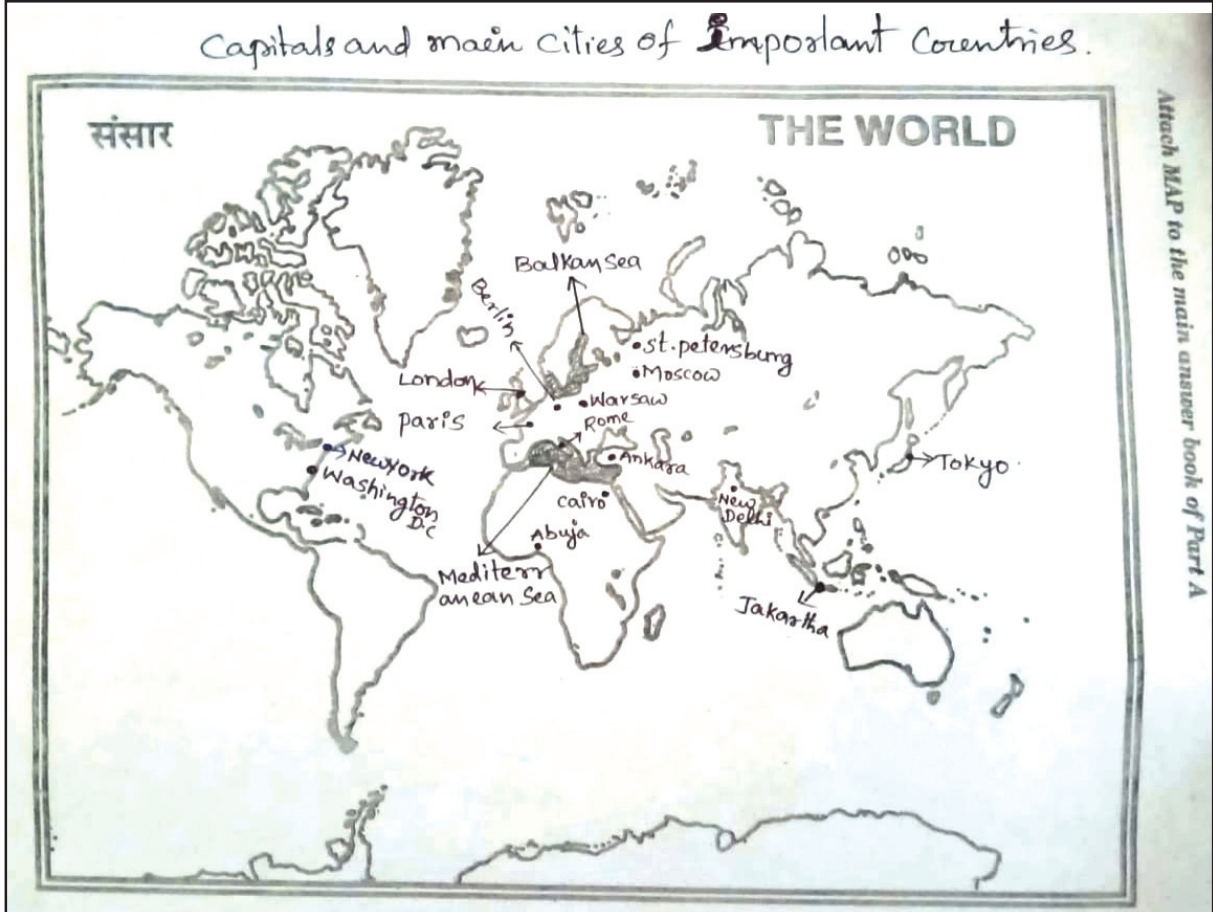 Capitals and main Cities of Important Countries.
संसार
THE WORLD
Attach MAP to the main answer book of Part A
Balkan Sea
Berlin
St. petersburg
Moscow
London
Warsaw
Paris
Rome
New York
Ankara
Tokyo
Washington
D.C
Cairo
New
Delhi
Abuja
Mediterr
anean Sea
Jakartha